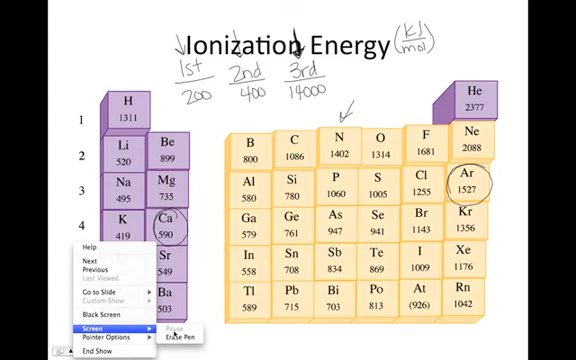 Ionization Energy (kJ/mol)
1st 2nd 3rd
200 400 14000
He
2377
H
1311
1
Li Be B C N O F Ne
520 899 800 1086 1402 1314 1681 2088
2
Na Mg Al Si P S Cl Ar
495 735 580 780 1060 1005 1255 1527
3
K Ca Ga Ge As Se Br Kr
419 590 579 761 947 941 1143 1356
4
Sr In Sn Sb Te I Xe
549 558 708 834 869 1009 1176
Ba Tl Pb Bi Po At Rn
503 589 715 703 813 (926) 1042
Help
Next
Previous
Last Viewed
Go to Slide
Custom Show
Black Screen
Screen
Pause
Pointer Options
Erase Pen
End Show